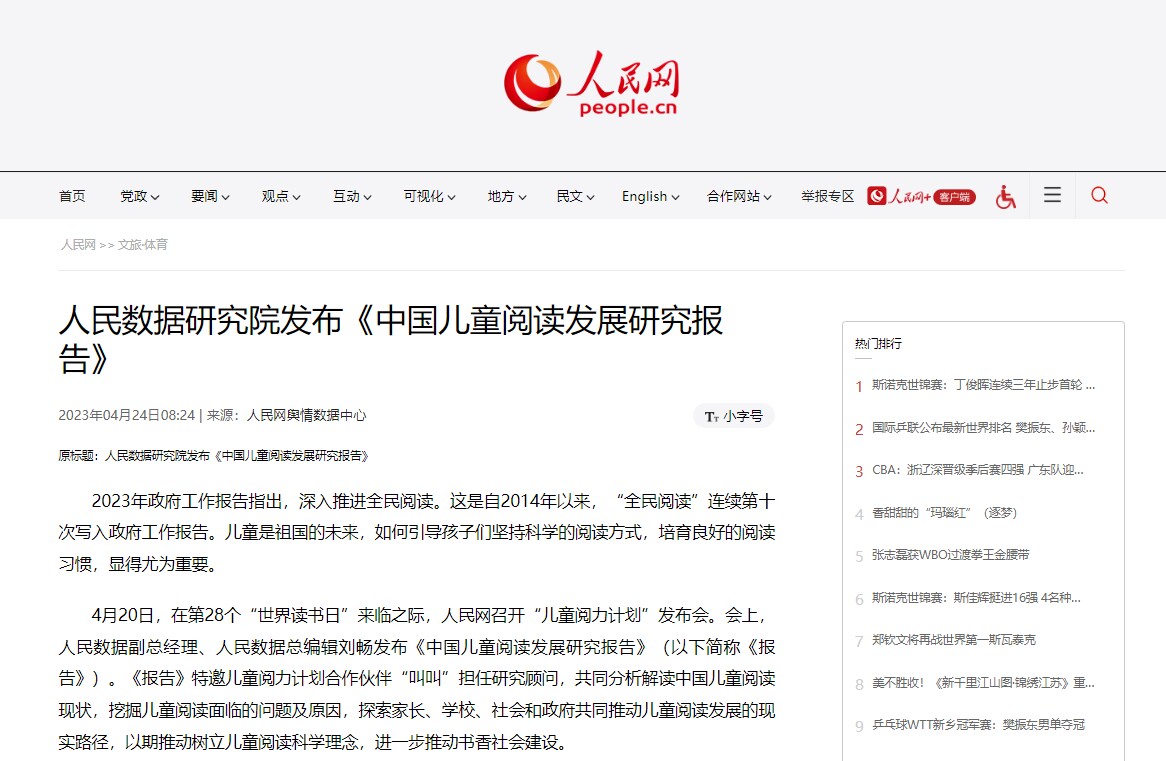 人民网
people.cn
首页 党政 要闻 观点 互动 可视化 地方 民文 English 合作网站 举报专区 人民网+ 客户端
人民网 >> 文旅·体育
人民数据研究院发布《中国儿童阅读发展研究报
告》
2023年04月24日08:24 | 来源：人民网舆情数据中心
小字号
原标题：人民数据研究院发布《中国儿童阅读发展研究报告》
2023年政府工作报告指出，深入推进全民阅读。这是自2014年以来，“全民阅读”连续第十
次写入政府工作报告。儿童是祖国的未来，如何引导孩子们坚持科学的阅读方式，培育良好的阅读
习惯，显得尤为重要。
4月20日，在第28个“世界读书日”来临之际，人民网召开“儿童阅力计划”发布会。会上，
人民数据副总经理、人民数据总编辑刘畅发布《中国儿童阅读发展研究报告》（以下简称《报
告》）。《报告》特邀儿童阅力计划合作伙伴“叫叫”担任研究顾问，共同分析解读中国儿童阅读
现状，挖掘儿童阅读面临的问题及原因，探索家长、学校、社会和政府共同推动儿童阅读发展的现
实路径，以期推动树立儿童阅读科学理念，进一步推动书香社会建设。
热门排行
1 斯诺克世锦赛：丁俊晖连续三年止步首轮 ...
2 国际乒联公布最新世界排名 樊振东、孙颖...
3 CBA：浙辽深晋级季后赛四强 广东队迎...
4 香甜甜的“玛瑙红”（逐梦）
5 张志磊获WBO过渡拳王金腰带
6 斯诺克世锦赛：斯佳辉挺进16强 4名种...
7 郑钦文将再战世界第一斯瓦泰克
8 美不胜收！《新千里江山图·锦绣江苏》重...
9 乒乓球WTT新乡冠军赛：樊振东男单夺冠